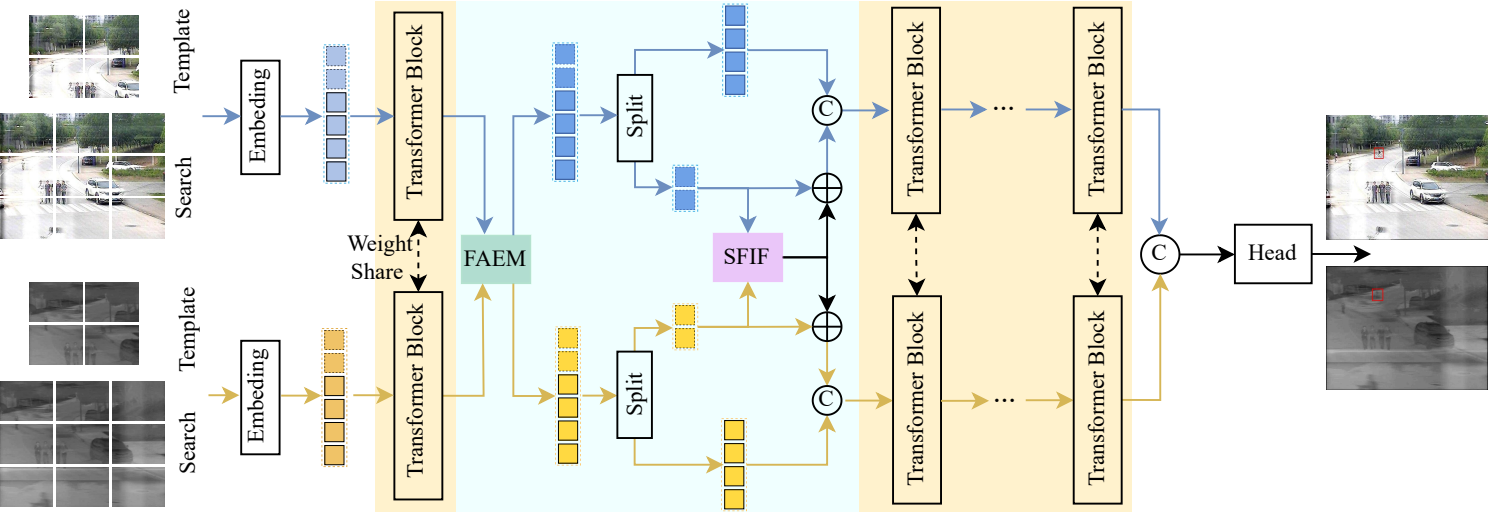 Template
Search
Embeding
Transformer Block
Split
C
Transformer Block
...
Transformer Block
Weight
Share
FAEM
SFIF
C
Head
Template
Search
Embeding
Transformer Block
Split
C
Transformer Block
...
Transformer Block